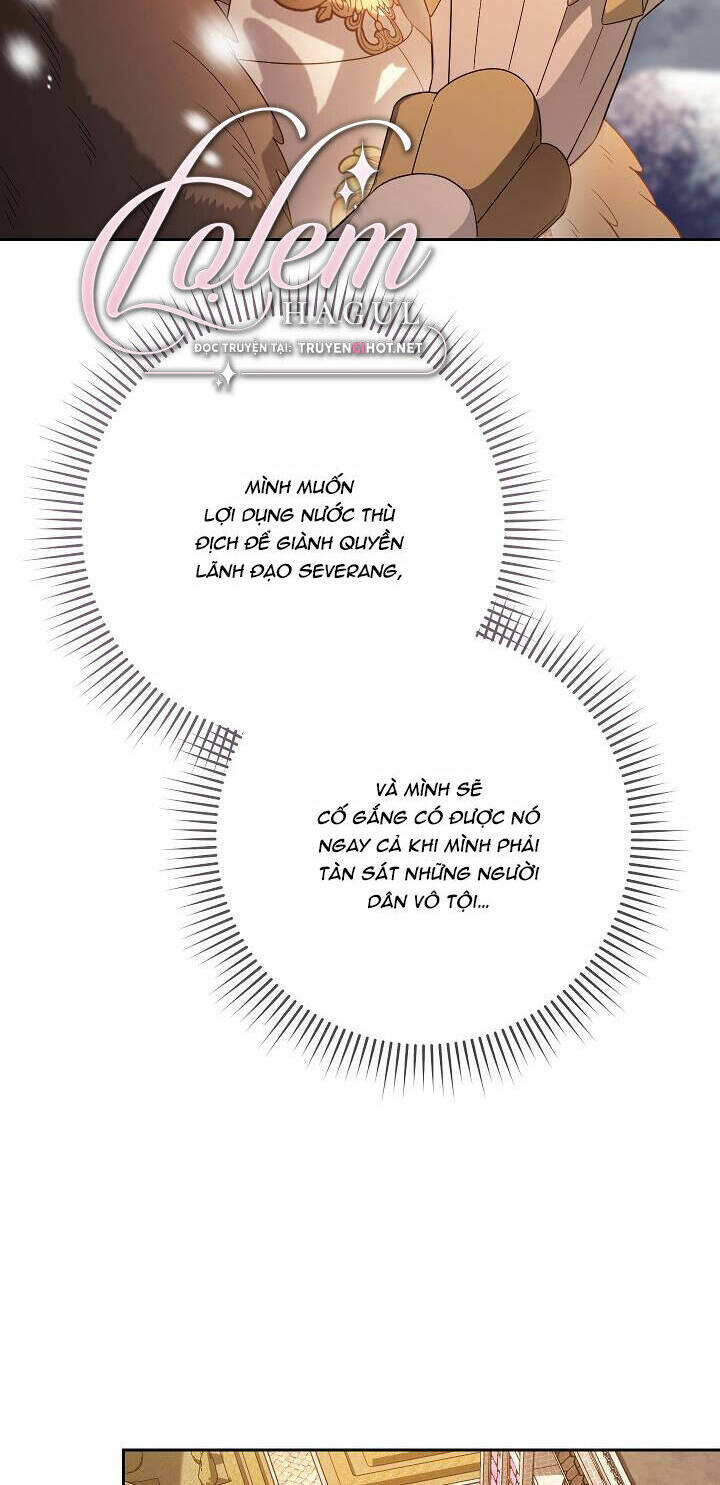 Lọlem
HAGUL
ĐỌC TRUYỆN TẠI: TRUYENGIHOT.NET
MÌNH MUỐN
LỢI DỤNG NƯỚC THÙ
ĐỊCH ĐỂ GIÀNH QUYỀN
LÃNH ĐẠO SEVERANG,
VÀ MÌNH SẼ
CỐ GẮNG CÓ ĐƯỢC NÓ
NGAY CẢ KHI MÌNH PHẢI
TÀN SÁT NHỮNG NGƯỜI
DÂN VÔ TỘI...